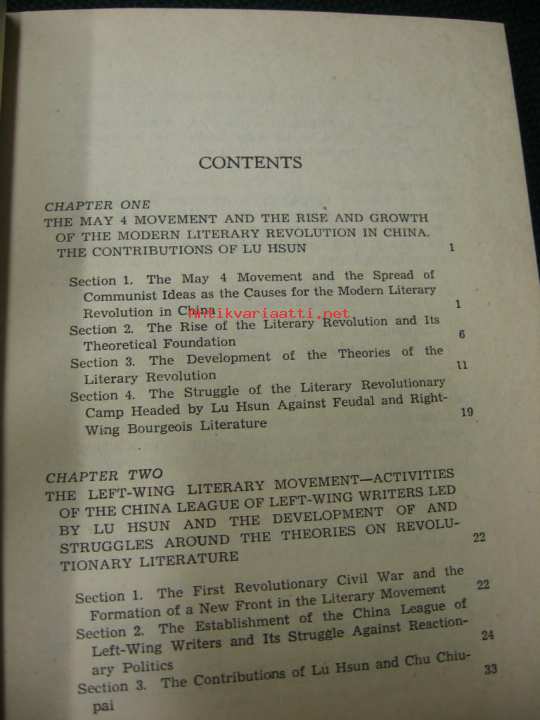 CONTENTS
CHAPTER ONE
THE MAY 4 MOVEMENT AND THE RISE AND GROWTH
OF THE MODERN LITERARY REVOLUTION IN CHINA.
THE CONTRIBUTIONS OF LU HSUN 1
Section 1. The May 4 Movement and the Spread of
Communist Ideas as the Causes for the Modern Literary
Revolution in China 1
antikvariaatti.net
Section 2. The Rise of the Literary Revolution and Its
Theoretical Foundation 6
Section 3. The Development of the Theories of the
Literary Revolution 11
Section 4. The Struggle of the Literary Revolutionary
Camp Headed by Lu Hsun Against Feudal and Right-
Wing Bourgeois Literature 19
CHAPTER TWO
THE LEFT-WING LITERARY MOVEMENT—ACTIVITIES
OF THE CHINA LEAGUE OF LEFT-WING WRITERS LED
BY LU HSUN AND THE DEVELOPMENT OF AND
STRUGGLES AROUND THE THEORIES ON REVOLU-
TIONARY LITERATURE 22
Section 1. The First Revolutionary Civil War and the
Formation of a New Front in the Literary Movement 22
Section 2. The Establishment of the China League of
Left-Wing Writers and Its Struggle Against Reaction-
ary Politics 24
Section 3. The Contributions of Lu Hsun and Chu Chiu-
pai 33